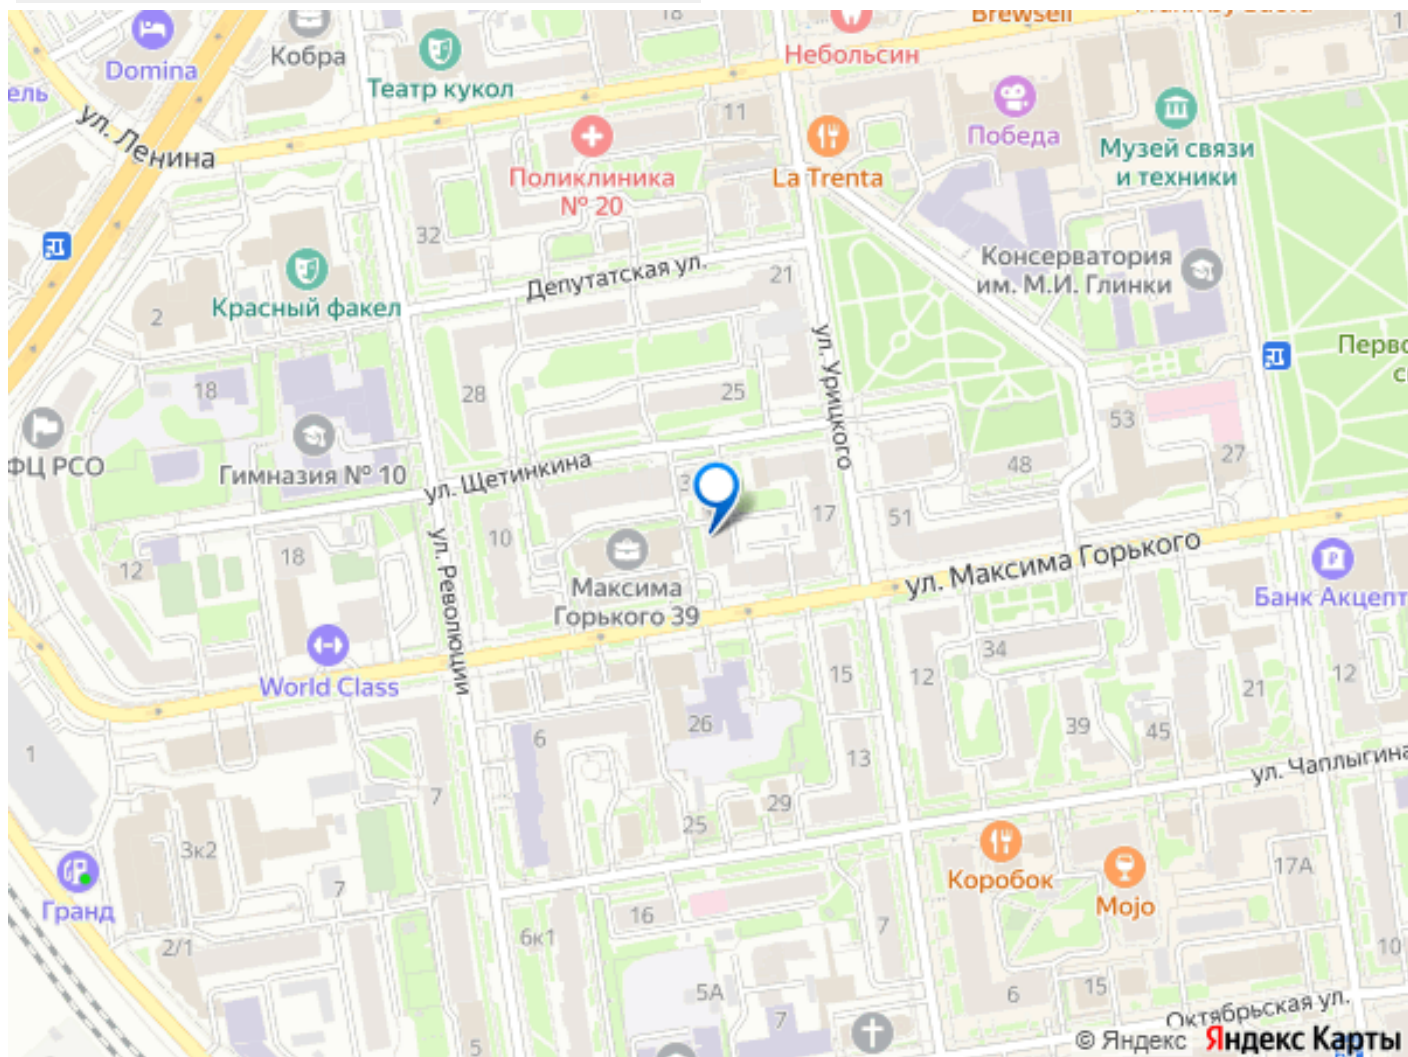 18
Brewsell
Кобра
Небольсин
1
Domina
Театр кукол
ель
11
Победа
ул. Ленина
Музей связи
и техники
Поликлиника
№ 20
La Trenta
32
Консерватория
им. М.И. Глинки
Депутатская ул.
21
Красный факел
2
ул. Урицкого
Перво
18
28
25
53
ФЦ РСО
Гимназия № 10
ул. Щетинкина
3
48
27
17
51
10
ул. Революции
18
12
Максима
Горького 39
ул. Максима Горького
Банк Акцепт
World Class
34
15
12
12
21
26
6
39
45
1
13
ул. Чаплыгина
7
29
25
3к2
Коробок
17А
7
Mojo
Гранд
16
7
6к1
2/1
10
5А
15
6
7
Октябрьская ул.
5
© Яндекс Яндекс Карты